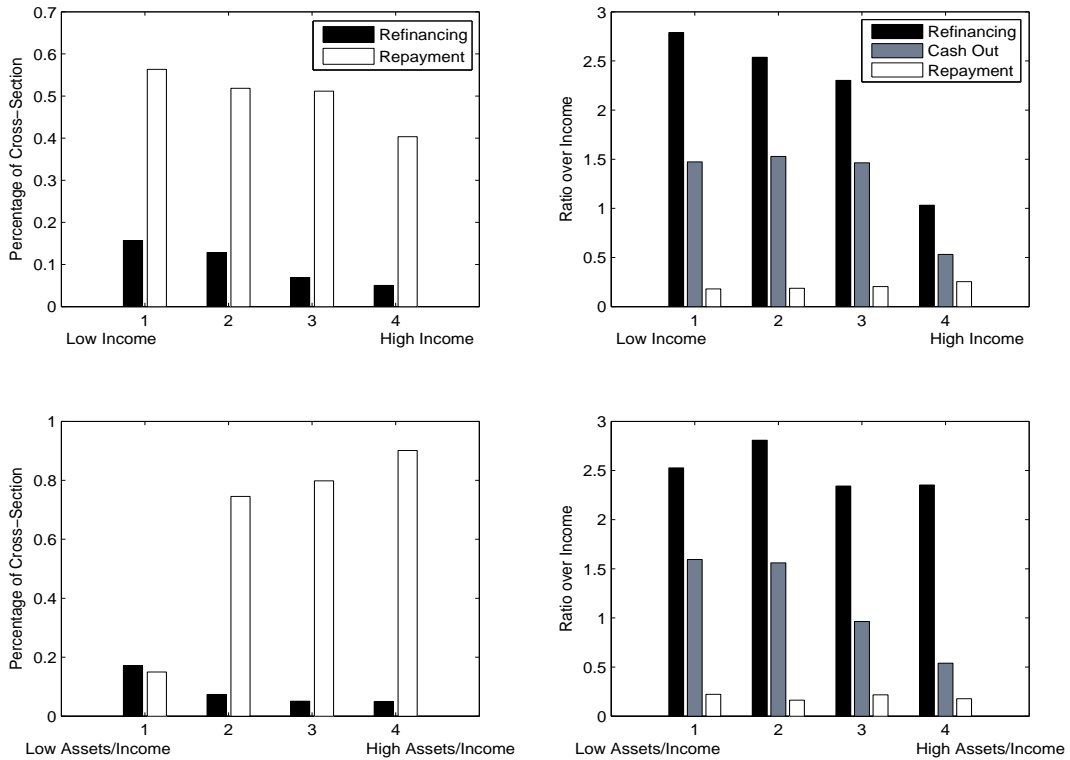 Percentage of Cross-Section
0.7
0.6
0.5
0.4
0.3
0.2
0.1
0
Refinancing
Repayment
1 2 3 4
Low Income High Income
Ratio over Income
3
2.5
2
1.5
1
0.5
0
Refinancing
Cash Out
Repayment
1 2 3 4
Low Income High Income
Percentage of Cross-Section
1
0.8
0.6
0.4
0.2
0
1 2 3 4
Low Assets/Income High Assets/Income
Ratio over Income
3
2.5
2
1.5
1
0.5
0
1 2 3 4
Low Assets/Income High Assets/Income